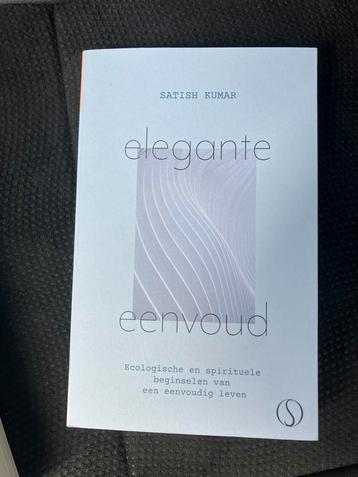 SATISH KUMAR
elegante
eenvoud
Ecologische en spirituele
beginselen van
een eenvoudig leven